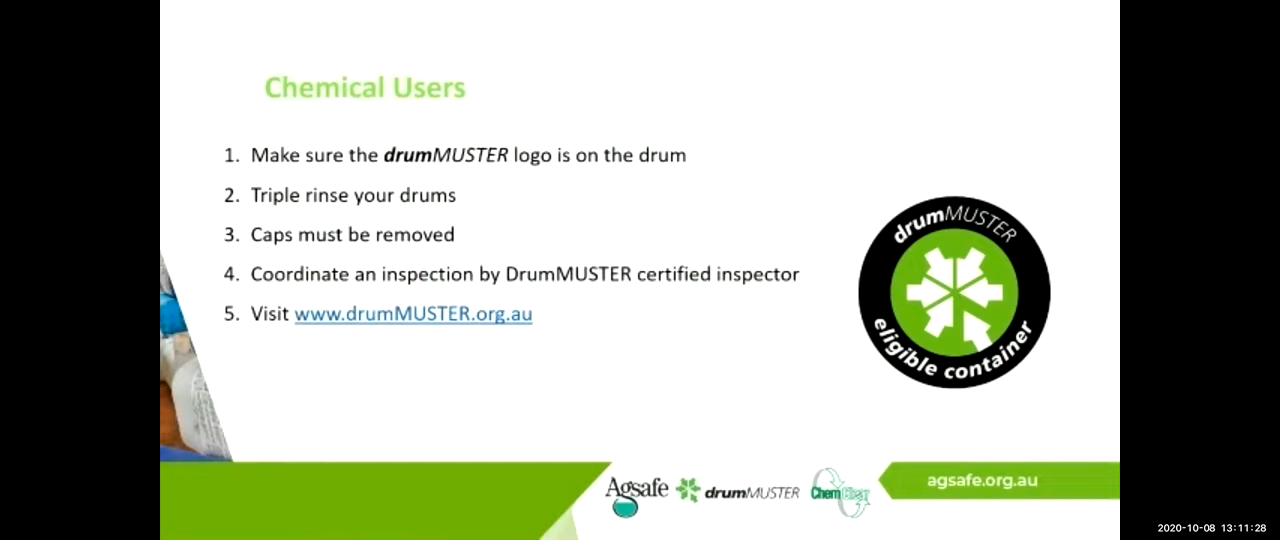 Chemical Users
1. Make sure the drumMUSTER logo is on the drum
2. Triple rinse your drums
3. Caps must be removed
4. Coordinate an inspection by DrumMUSTER certified inspector
5. Visit www.drumMUSTER.org.au
drumMUSTER
eligible container
Agsafe
drumMUSTER
ChemClear
agsafe.org.au
2020-10-08 13:11:28